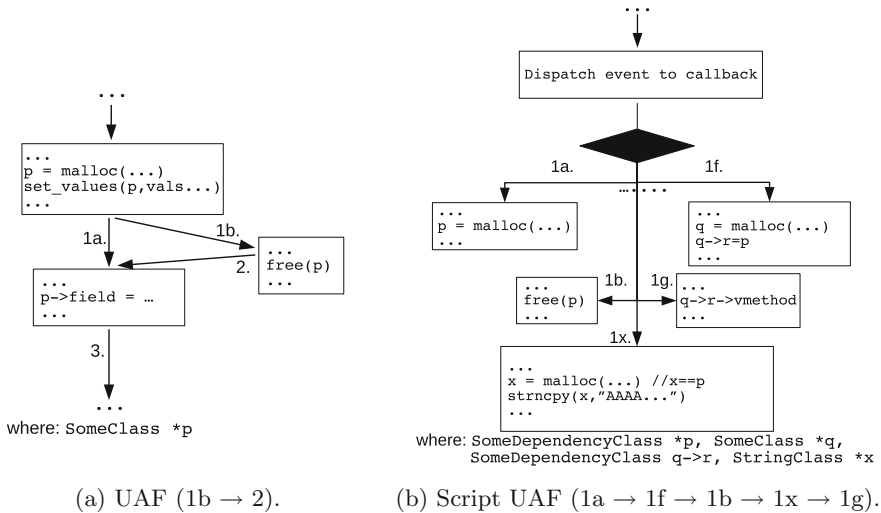 ...
...
p = malloc(...)
set_values(p,vals...)
...
1a.
1b.
...
free(p)
...
2.
...
p->field = …
...
3.
...
where: SomeClass *p
(a) UAF (1b → 2).
...
Dispatch event to callback
1a.
1f.
…....
...
p = malloc(...)
...
...
q = malloc(...)
q->r=p
...
1b.
1g.
...
free(p)
...
...
q->r->vmethod
...
1x.
...
x = malloc(...) //x==p
strncpy(x,”AAAA...”)
...
where: SomeDependencyClass *p, SomeClass *q,
SomeDependencyClass q->r, StringClass *x
(b) Script UAF (1a → 1f → 1b → 1x → 1g).